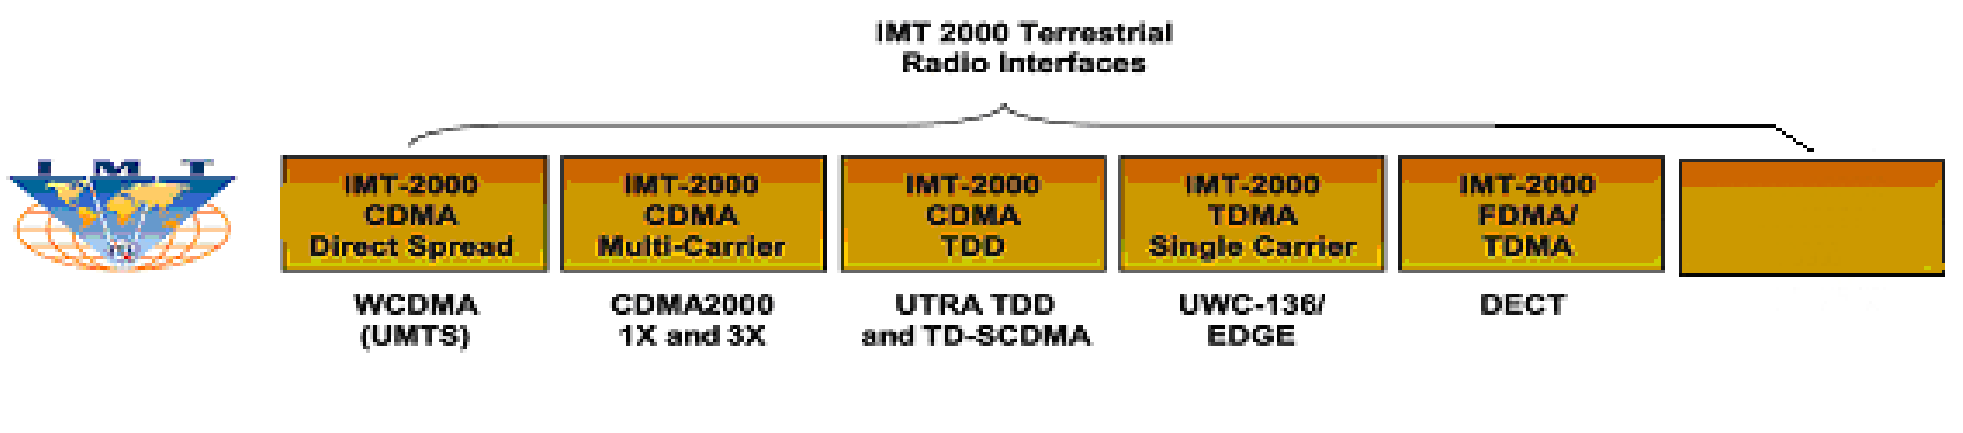 IMT 2000 Terrestrial
Radio Interfaces
I M T
IMT-2000
CDMA
Direct Spread
IMT-2000
CDMA
Multi-Carrier
IMT-2000
CDMA
TDD
IMT-2000
TDMA
Single Carrier
IMT-2000
FDMA/
TDMA
WCDMA
(UMTS)
CDMA2000
1X and 3X
UTRA TDD
and TD-SCDMA
UWC-136/
EDGE
DECT